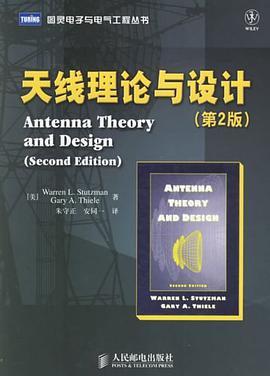 TURING
图灵电子与电气工程丛书
WILEY
天线理论与设计
(第2版)
Antenna Theory
and Design
(Second Edition)
[美] Warren L. Stutzman
Gary A. Thiele 著
朱守正 安同一 译
ANTENNA
THEORY
AND DESIGN
SECOND EDITION
WARREN L. STUTZMAN
GARY A. THIELE
人民邮电出版社
POSTS & TELECOM PRESS